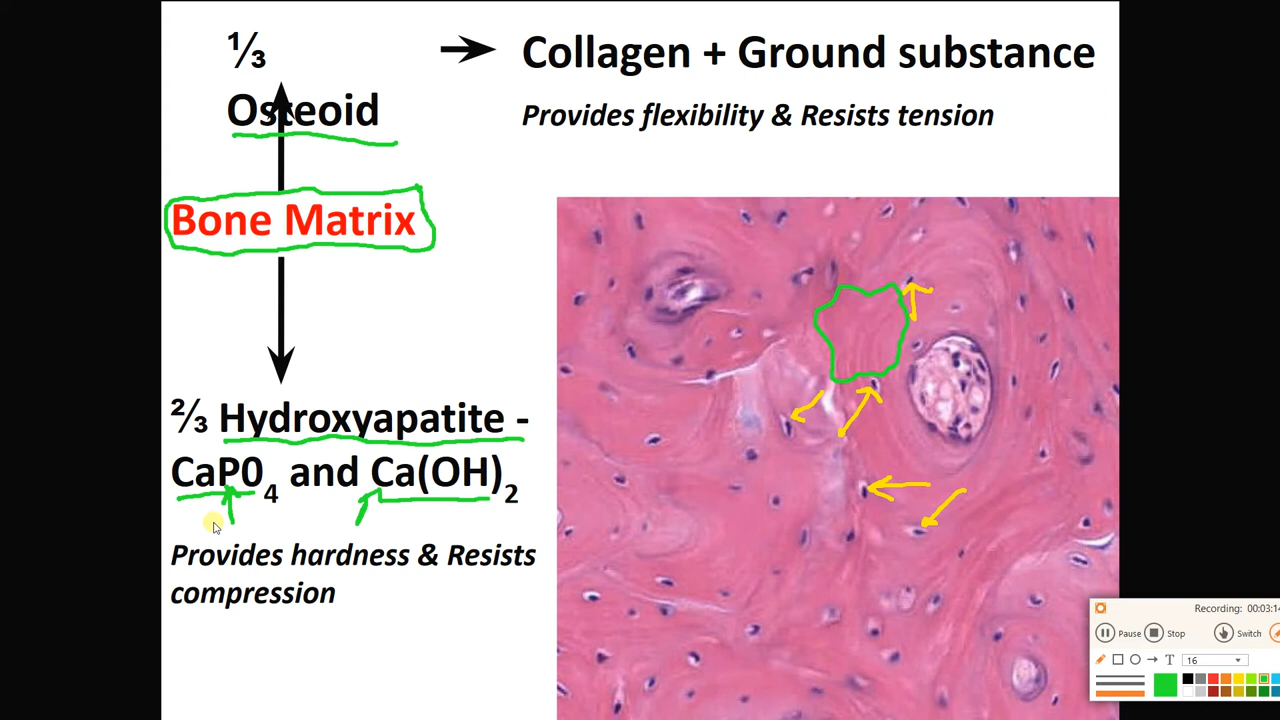 ⅓
Osteoid
Collagen + Ground substance
Provides flexibility & Resists tension
Bone Matrix
⅔ Hydroxyapatite -
CaP0₄ and Ca(OH)₂
Provides hardness & Resists
compression
Recording: 00:03:14
Pause Stop Switch
T 16